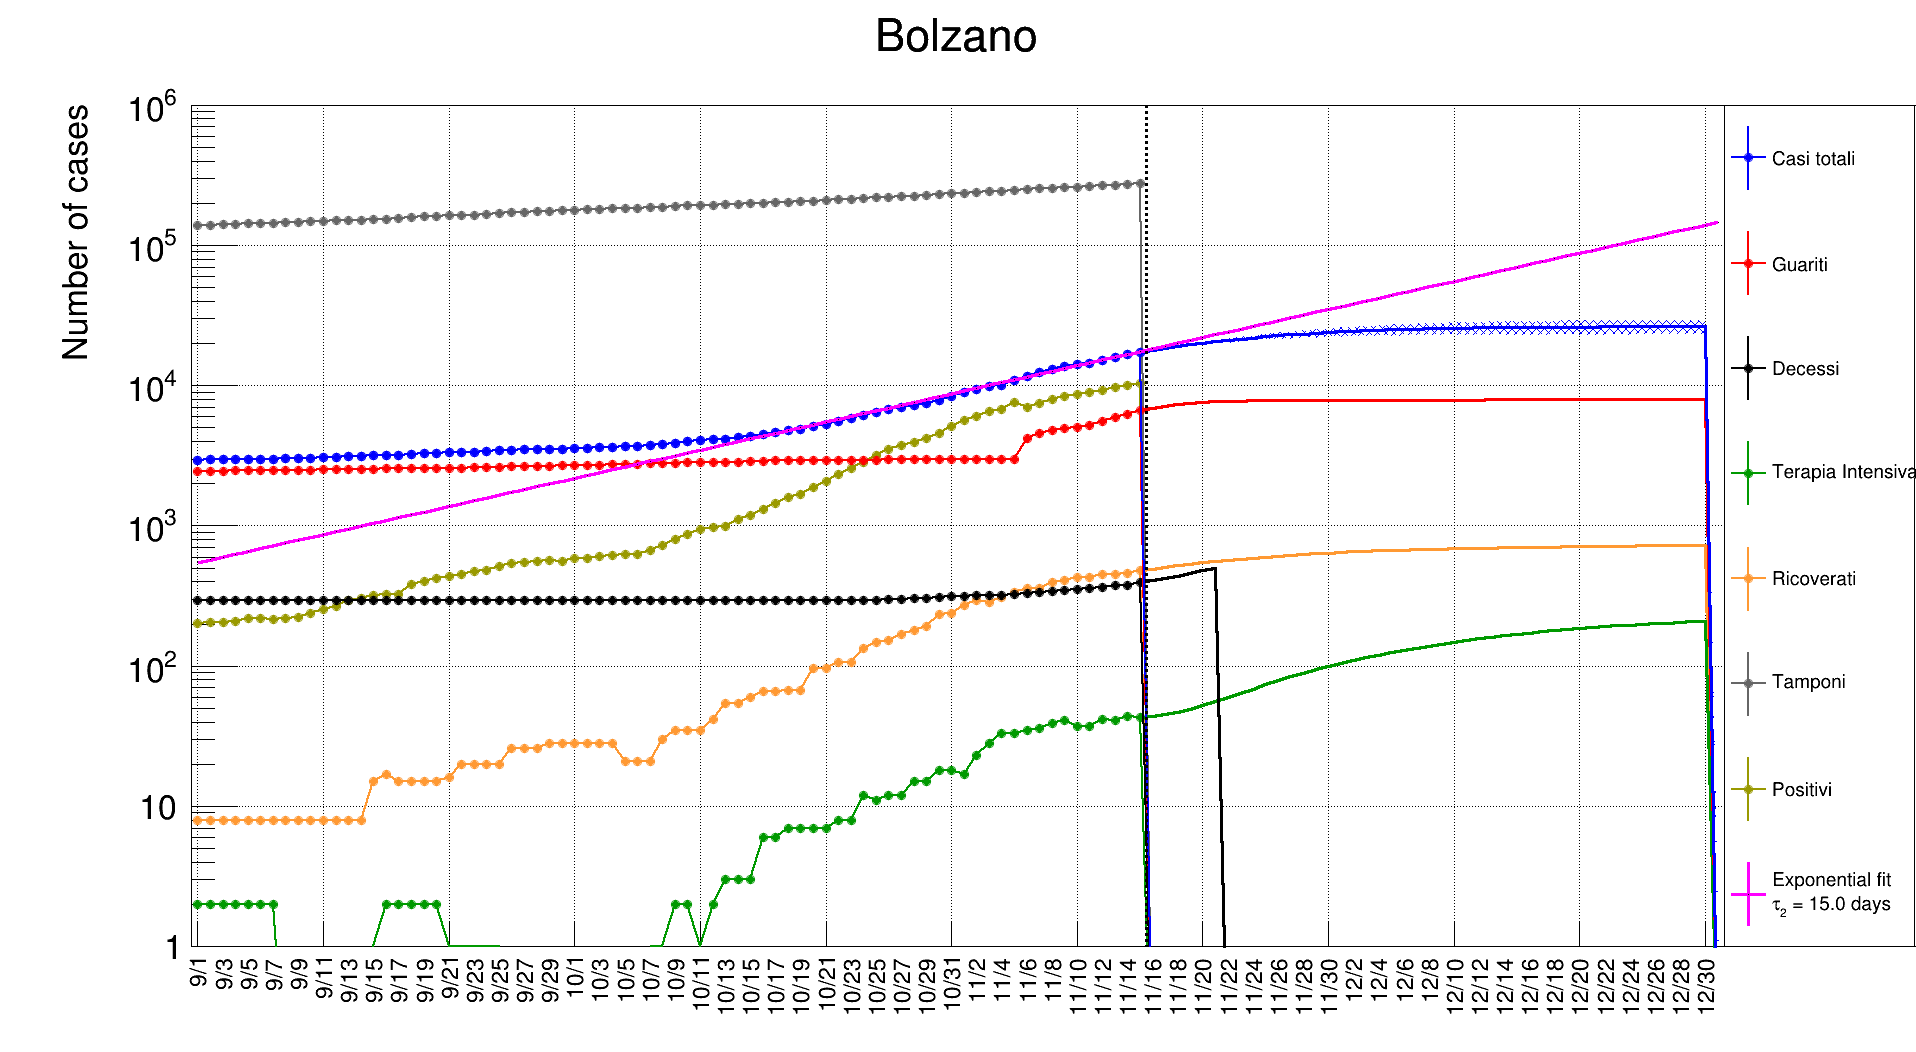 Bolzano
Number of cases
10^6
10^5
10^4
10^3
10^2
10
1
9/1 9/3 9/5 9/7 9/9 9/11 9/13 9/15 9/17 9/19 9/21 9/23 9/25 9/27 9/29 10/1 10/3 10/5 10/7 10/9 10/11 10/13 10/15 10/17 10/19 10/21 10/23 10/25 10/27 10/29 10/31 11/2 11/4 11/6 11/8 11/10 11/12 11/14 11/16 11/18 11/20 11/22 11/24 11/26 11/28 11/30 12/2 12/4 12/6 12/8 12/10 12/12 12/14 12/16 12/18 12/20 12/22 12/24 12/26 12/28 12/30
Casi totali
Guariti
Decessi
Terapia Intensiva
Ricoverati
Tamponi
Positivi
Exponential fit
τ_2 = 15.0 days